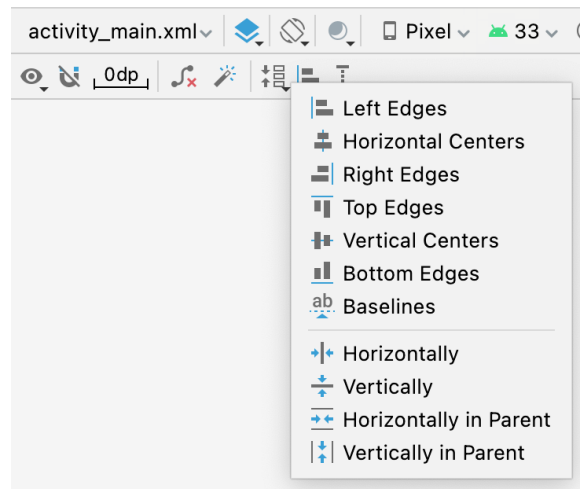 activity_main.xml Pixel 33
0dp
Left Edges
Horizontal Centers
Right Edges
Top Edges
Vertical Centers
Bottom Edges
ab Baselines
Horizontally
Vertically
Horizontally in Parent
Vertically in Parent